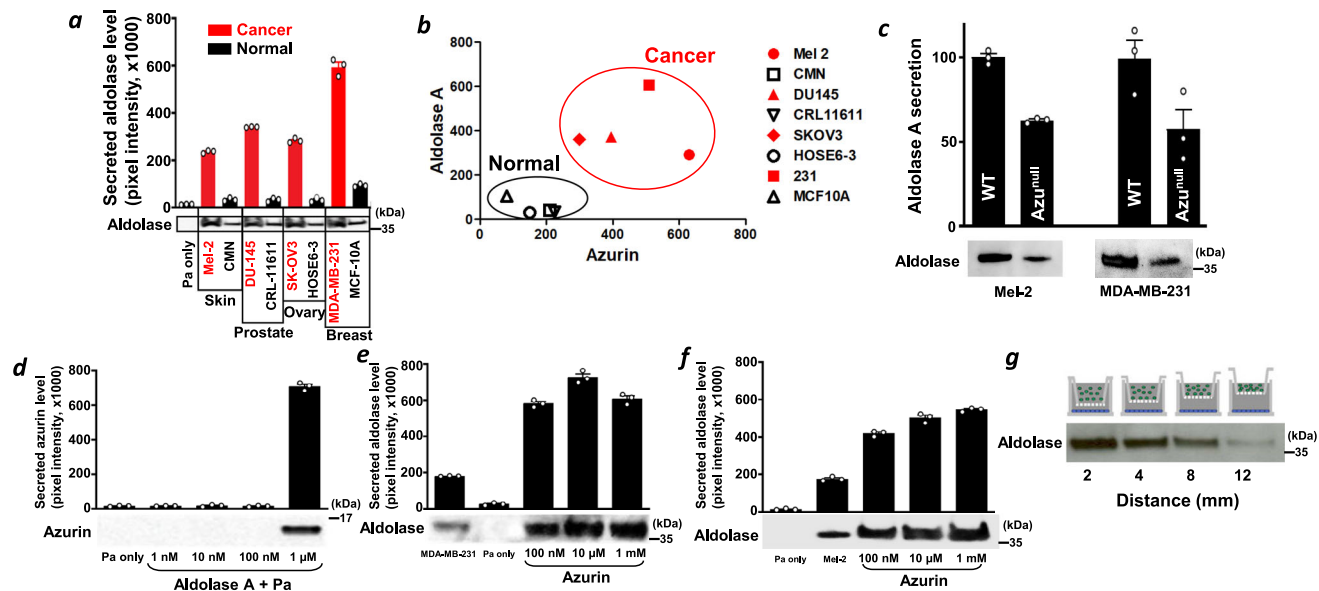 a
Secreted aldolase level
(pixel intensity, x1000)
800
600
400
200
0
Cancer
Normal
Aldolase
(kDa)
35
Pa only
Mel-2
CMN
DU-145
CRL-11611
SK-OV3
HOSE6-3
MDA-MB-231
MCF-10A
Skin
Ovary
Prostate
Breast
b
Aldolase A
800
600
400
200
0
Cancer
Normal
0 200 400 600 800
Azurin
Mel 2
CMN
DU145
CRL11611
SKOV3
HOSE6-3
231
MCF10A
c
Aldolase A secretion
100
50
0
WT
Azunull
WT
Azunull
Aldolase
(kDa)
35
Mel-2
MDA-MB-231
d
Secreted azurin level
(pixel intensity, x1000)
800
600
400
200
0
(kDa)
17
Azurin
Pa only 1 nM 10 nM 100 nM 1 µM
Aldolase A + Pa
e
Secreted aldolase level
(pixel intensity, x1000)
800
600
400
200
0
Aldolase
(kDa)
35
MDA-MB-231 Pa only 100 nM 10 µM 1 mM
Azurin
f
Secreted aldolase level
(pixel intensity, x1000)
800
600
400
200
0
Aldolase
(kDa)
35
Pa only Mel-2 100 nM 10 µM 1 mM
Azurin
g
Aldolase
(kDa)
35
2 4 8 12
Distance (mm)